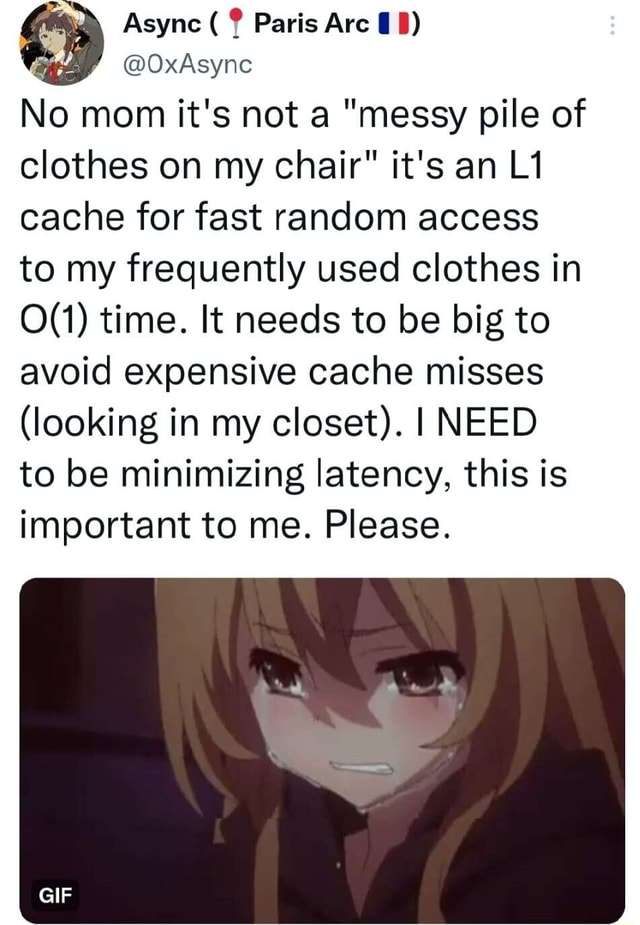 Async (📍 Paris Arc 🇫🇷)
@0xAsync
No mom it's not a "messy pile of
clothes on my chair" it's an L1
cache for fast random access
to my frequently used clothes in
O(1) time. It needs to be big to
avoid expensive cache misses
(looking in my closet). I NEED
to be minimizing latency, this is
important to me. Please.
GIF